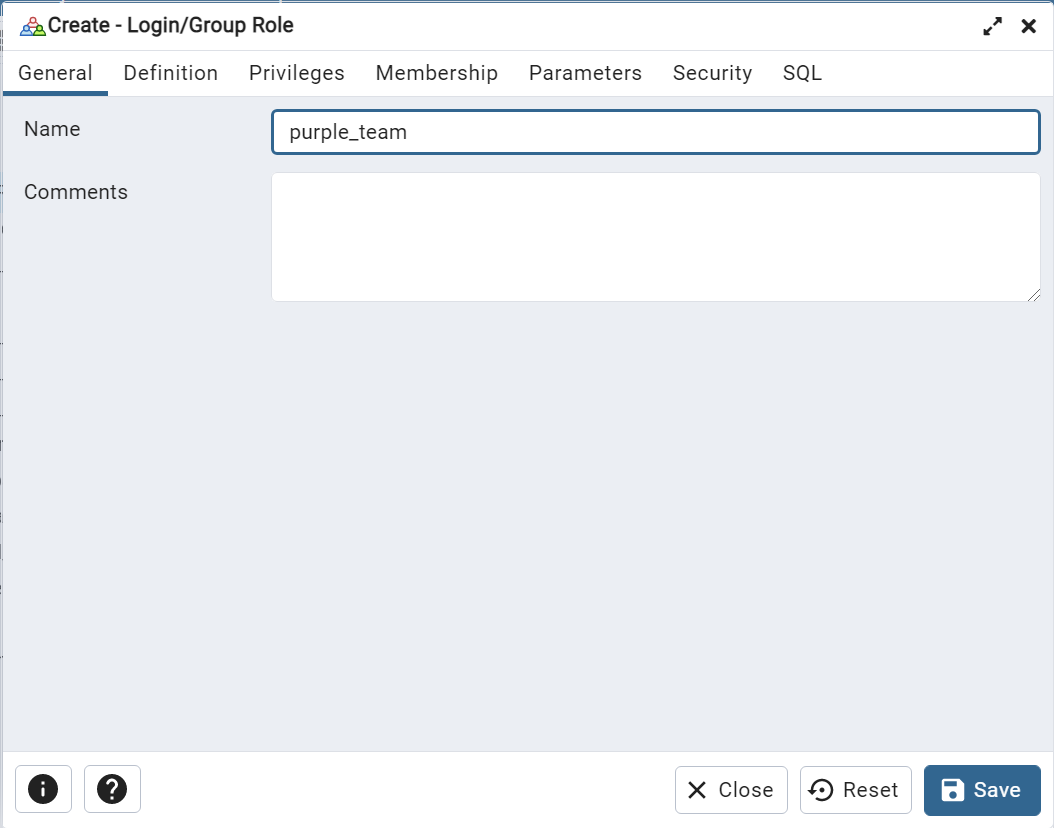 Create - Login/Group Role
General Definition Privileges Membership Parameters Security SQL
Name purple_team
Comments
Close Reset Save